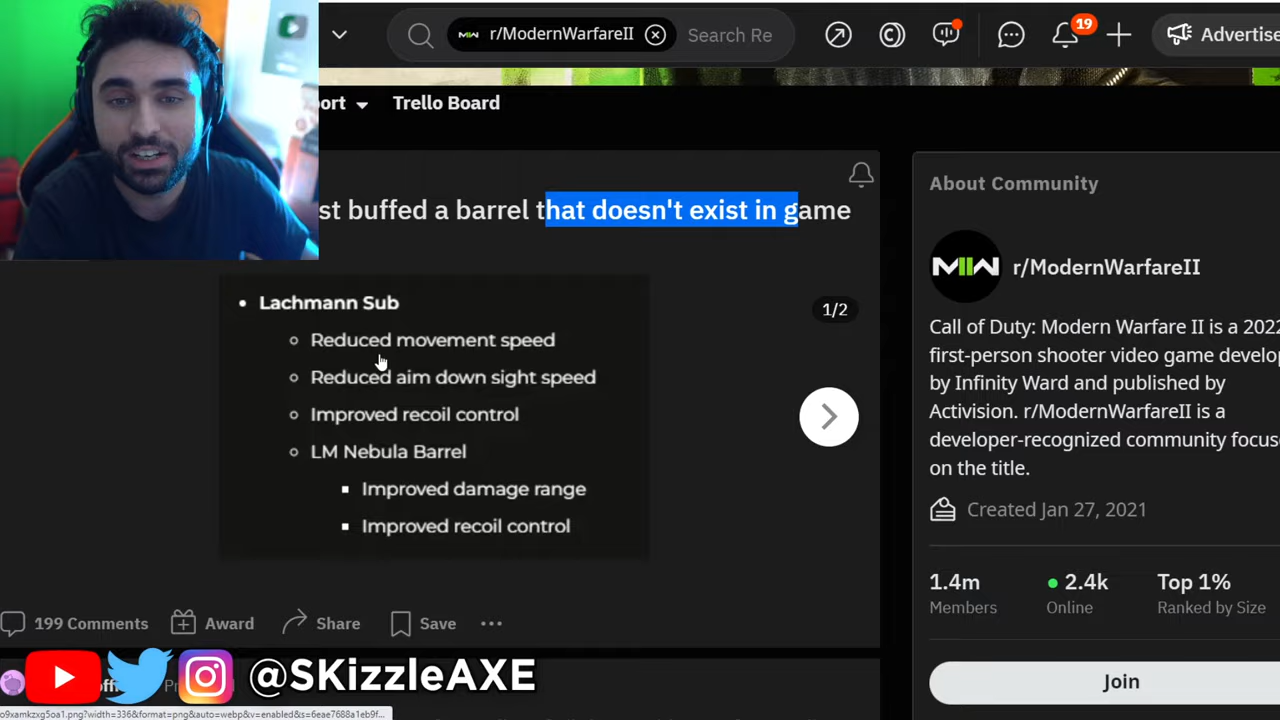 r/ModernWarfareII
Search Re
19
Advertise
ort
Trello Board
st buffed a barrel that doesn't exist in game
• Lachmann Sub
Reduced movement speed
Reduced aim down sight speed
Improved recoil control
LM Nebula Barrel
Improved damage range
Improved recoil control
1/2
199 Comments
Award
Share
Save
About Community
MIIW
r/ModernWarfareII
Call of Duty: Modern Warfare II is a 2022
first-person shooter video game develo
by Infinity Ward and published by
Activision. r/ModernWarfareII is a
developer-recognized community focuse
on the title.
Created Jan 27, 2021
1.4m
Members
2.4k
Online
Top 1%
Ranked by Size
Join
@SKizzleAXE